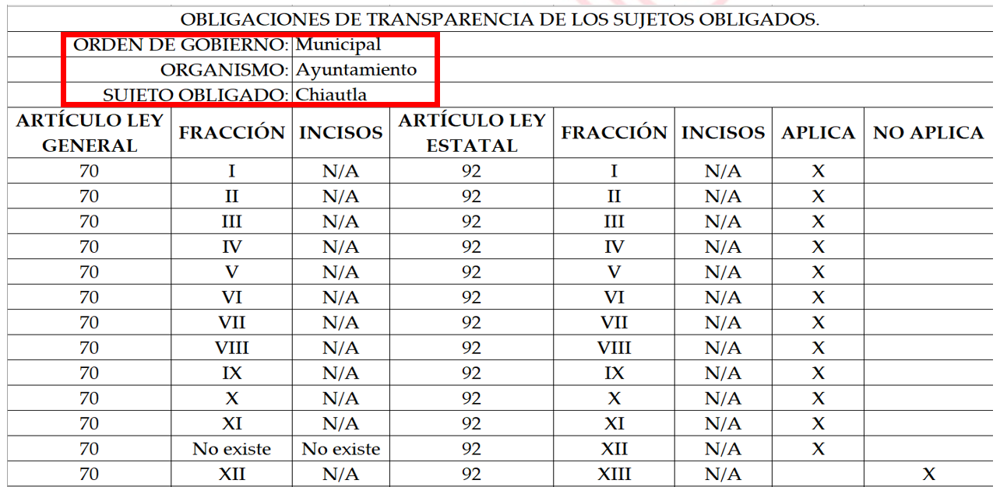 OBLIGACIONES DE TRANSPARENCIA DE LOS SUJETOS OBLIGADOS.
ORDEN DE GOBIERNO: Municipal
ORGANISMO: Ayuntamiento
SUJETO OBLIGADO: Chiautla
ARTÍCULO LEY GENERAL FRACCIÓN INCISOS ARTÍCULO LEY ESTATAL FRACCIÓN INCISOS APLICA NO APLICA
70 I N/A 92 I N/A X
70 II N/A 92 II N/A X
70 III N/A 92 III N/A X
70 IV N/A 92 IV N/A X
70 V N/A 92 V N/A X
70 VI N/A 92 VI N/A X
70 VII N/A 92 VII N/A X
70 VIII N/A 92 VIII N/A X
70 IX N/A 92 IX N/A X
70 X N/A 92 X N/A X
70 XI N/A 92 XI N/A X
70 No existe No existe 92 XII N/A X
70 XII N/A 92 XIII N/A X